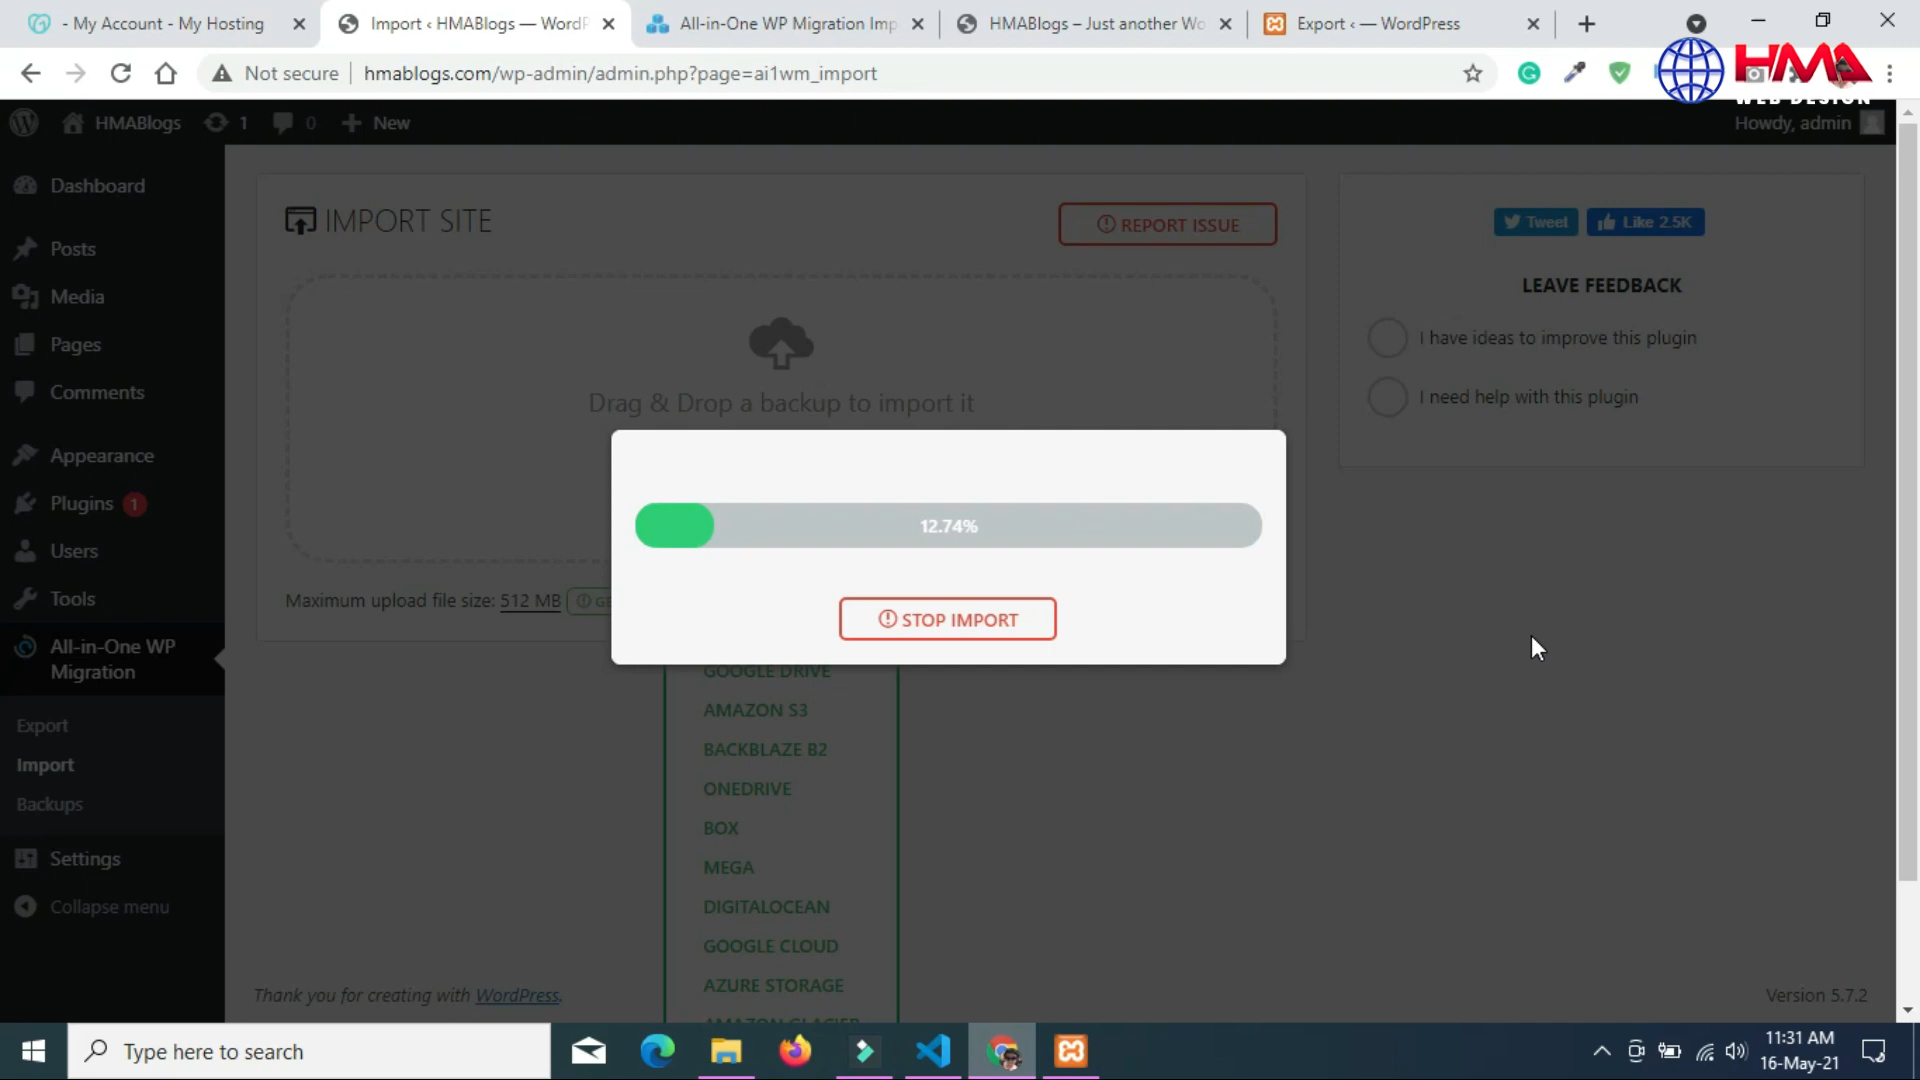 - My Account - My Hosting
Import ‹ HMABlogs — WordP
All-in-One WP Migration Imp
HMABlogs – Just another Wo
Export ‹ — WordPress
Not secure
hmablogs.com/wp-admin/admin.php?page=ai1wm_import
HMA
WEB DESIGN
HMABlogs
1
0
New
Howdy, admin
Dashboard
Posts
Media
Pages
Comments
Appearance
Plugins 1
Users
Tools
All-in-One WP
Migration
Export
Import
Backups
Settings
Collapse menu
IMPORT SITE
REPORT ISSUE
Drag & Drop a backup to import it
12.74%
STOP IMPORT
Maximum upload file size: 512 MB
GOOGLE DRIVE
AMAZON S3
BACKBLAZE B2
ONEDRIVE
BOX
MEGA
DIGITALOCEAN
GOOGLE CLOUD
AZURE STORAGE
AMAZON GLACIER
Tweet
Like 2.5K
LEAVE FEEDBACK
I have ideas to improve this plugin
I need help with this plugin
Thank you for creating with WordPress.
Version 5.7.2
Type here to search
11:31 AM
16-May-21